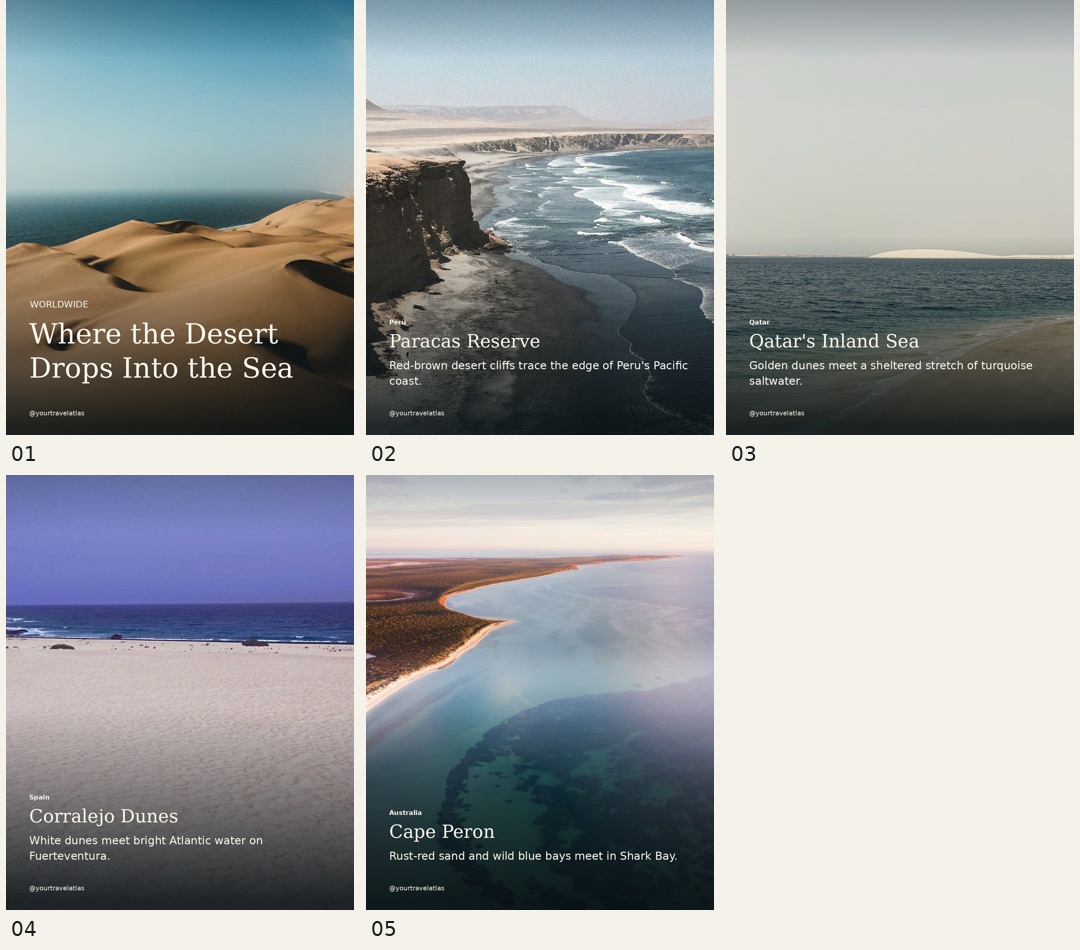 WORLDWIDE
Where the Desert
Drops Into the Sea
@yourtravelatlas
01
Peru
Paracas Reserve
Red-brown desert cliffs trace the edge of Peru's Pacific
coast.
@yourtravelatlas
02
Qatar
Qatar's Inland Sea
Golden dunes meet a sheltered stretch of turquoise
saltwater.
@yourtravelatlas
03
Spain
Corralejo Dunes
White dunes meet bright Atlantic water on
Fuerteventura.
@yourtravelatlas
04
Australia
Cape Peron
Rust-red sand and wild blue bays meet in Shark Bay.
@yourtravelatlas
05